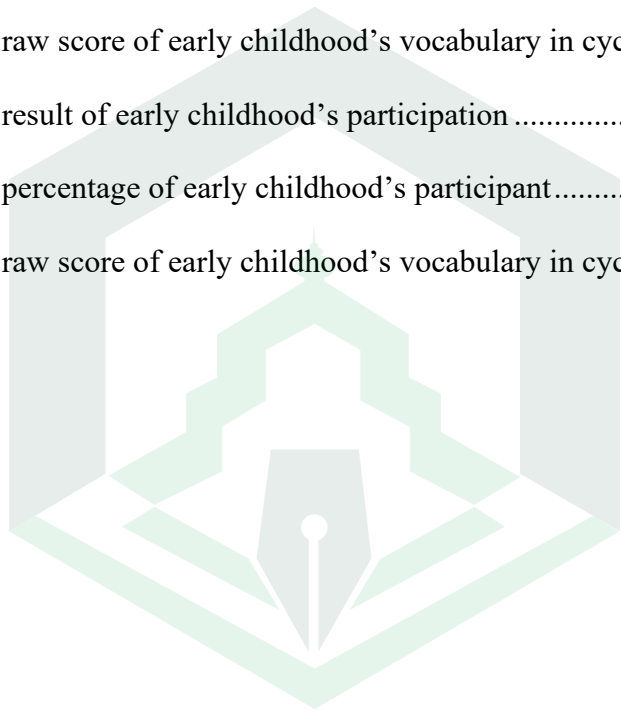 raw score of early childhood’s vocabulary in cyc
result of early childhood’s participation ..............
percentage of early childhood’s participant.........
raw score of early childhood’s vocabulary in cyc